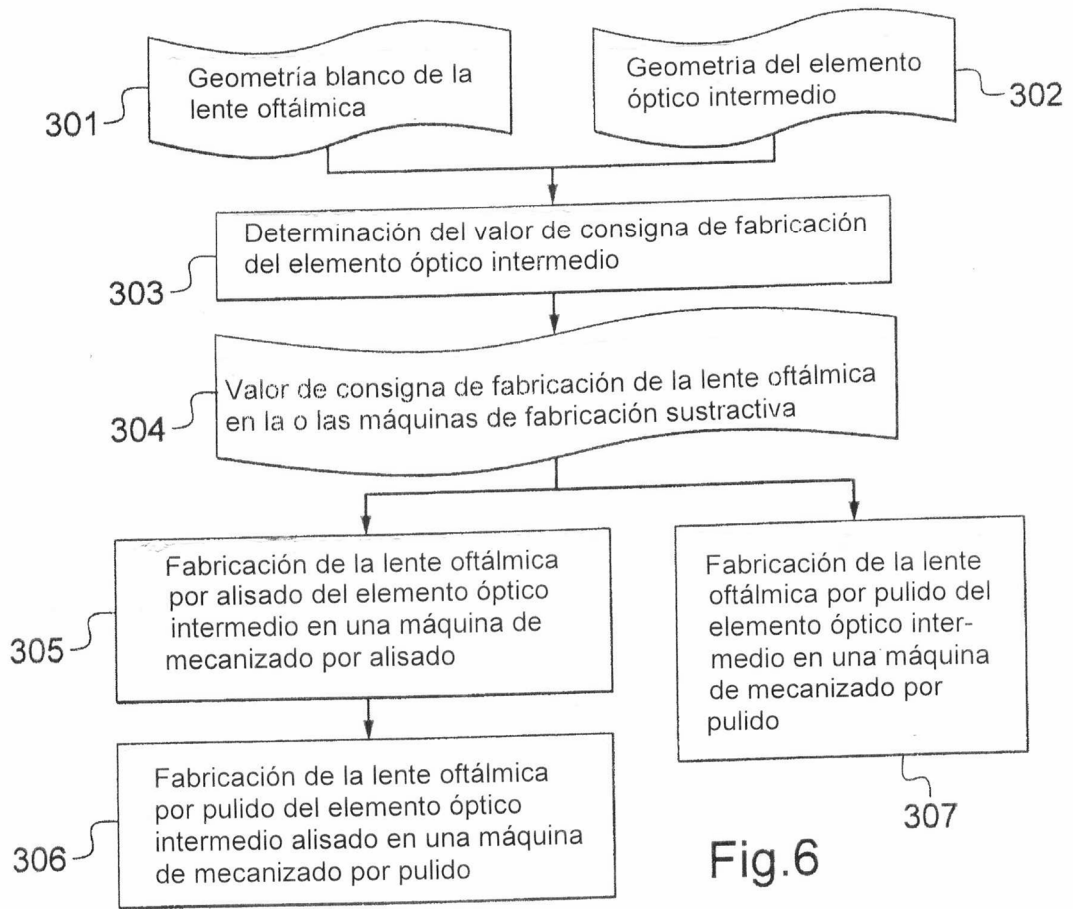 Geometría blanco de la
lente oftálmica
301
Geometria del elemento
óptico intermedio
302
Determinación del valor de consigna de fabricación
del elemento óptico intermedio
303
Valor de consigna de fabricación de la lente oftálmica
en la o las máquinas de fabricación sustractiva
304
Fabricación de la lente oftálmica
por alisado del elemento óptico
intermedio en una máquina de
mecanizado por alisado
305
Fabricación de la lente
oftálmica por pulido del
elemento óptico inter-
medio en una máquina
de mecanizado por
pulido
307
Fabricación de la lente oftálmica
por pulido del elemento óptico
intermedio alisado en una máquina
de mecanizado por pulido
306
Fig.6